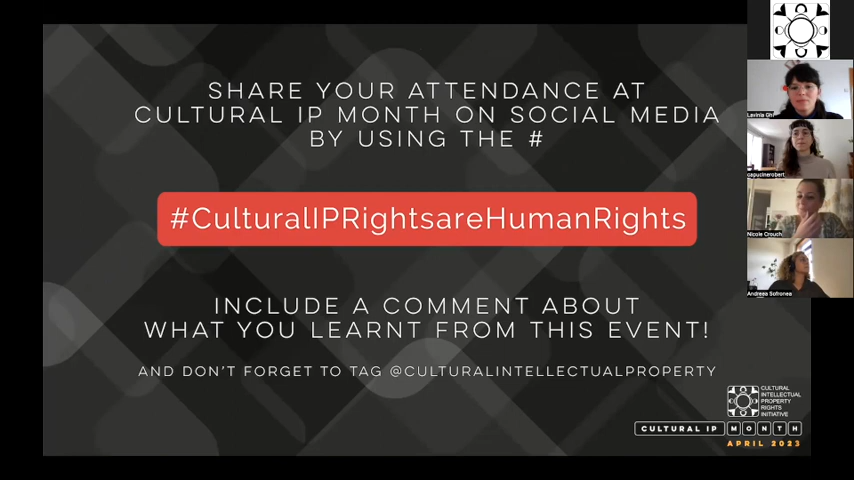 SHARE YOUR ATTENDANCE AT
CULTURAL IP MONTH ON SOCIAL MEDIA
BY USING THE #
#CulturalIPRightsareHumanRights
INCLUDE A COMMENT ABOUT
WHAT YOU LEARNT FROM THIS EVENT!
AND DON'T FORGET TO TAG @CULTURALINTELLECTUALPROPERTY
CULTURAL
INTELLECTUAL
PROPERTY
RIGHTS
INITIATIVE
CULTURAL IP MONTH
APRIL 2023
Lavinia
capucinerobert
Nicole Crouch
Andreea Sofronea